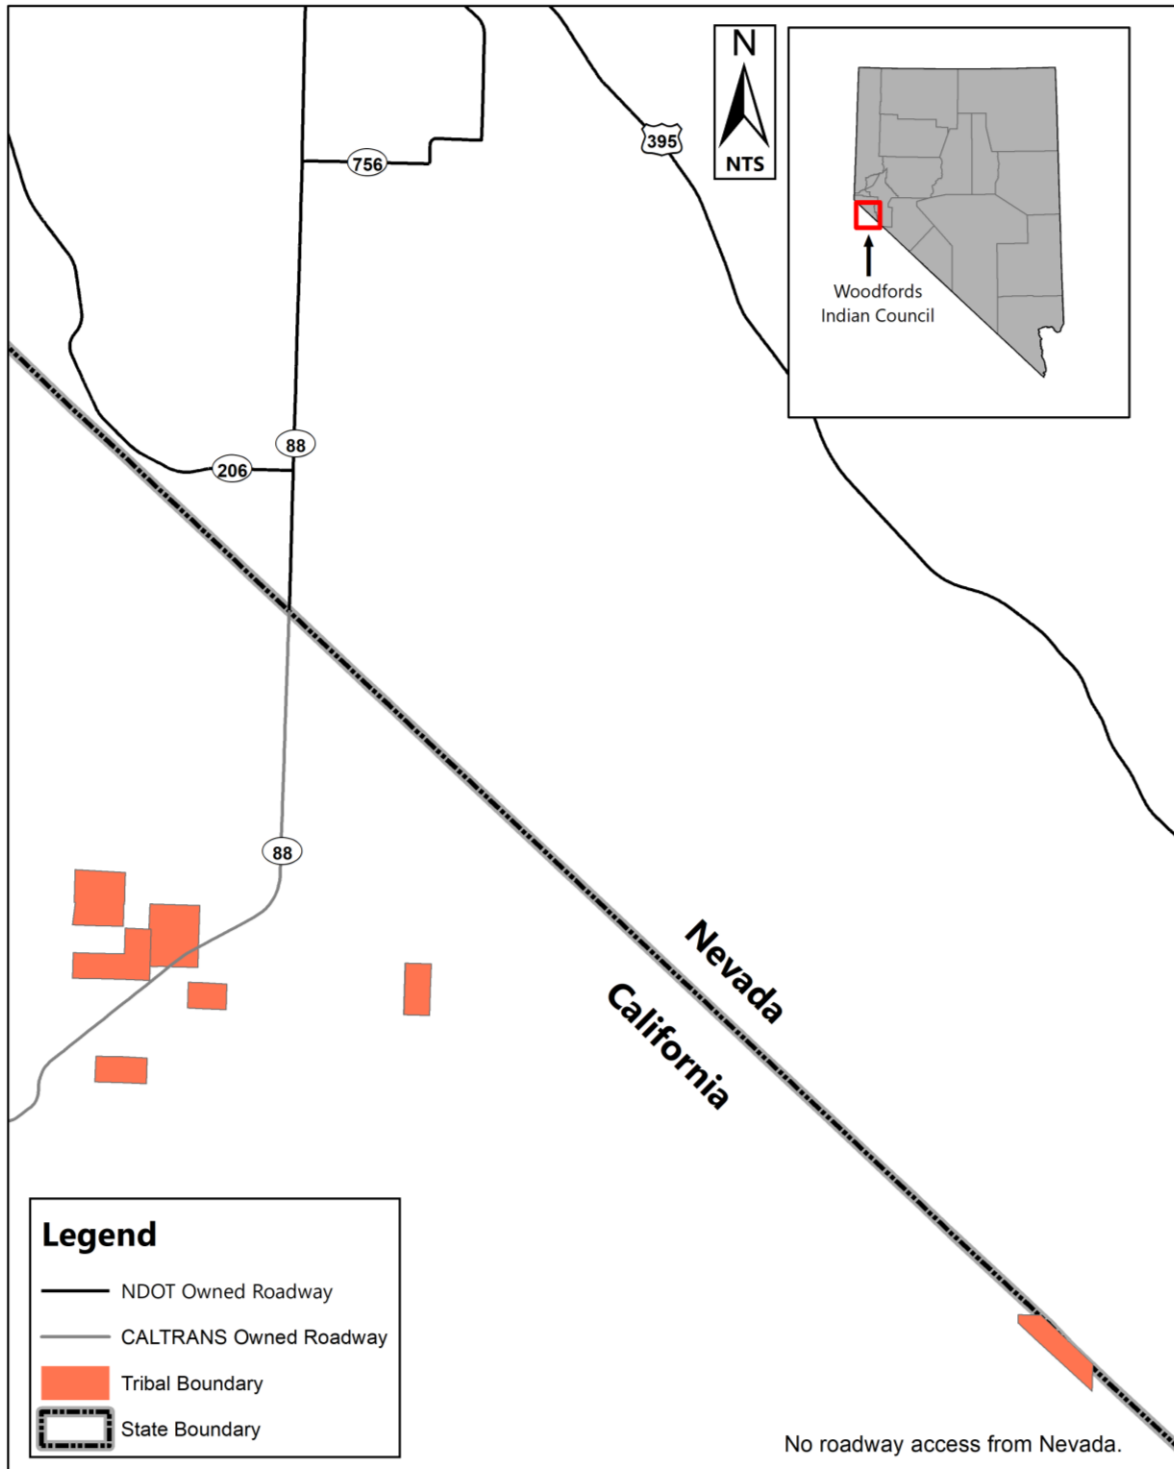 N
NTS
395
756
Woodfords
Indian Council
88
206
88
Nevada
California
Legend
NDOT Owned Roadway
CALTRANS Owned Roadway
Tribal Boundary
State Boundary
No roadway access from Nevada.